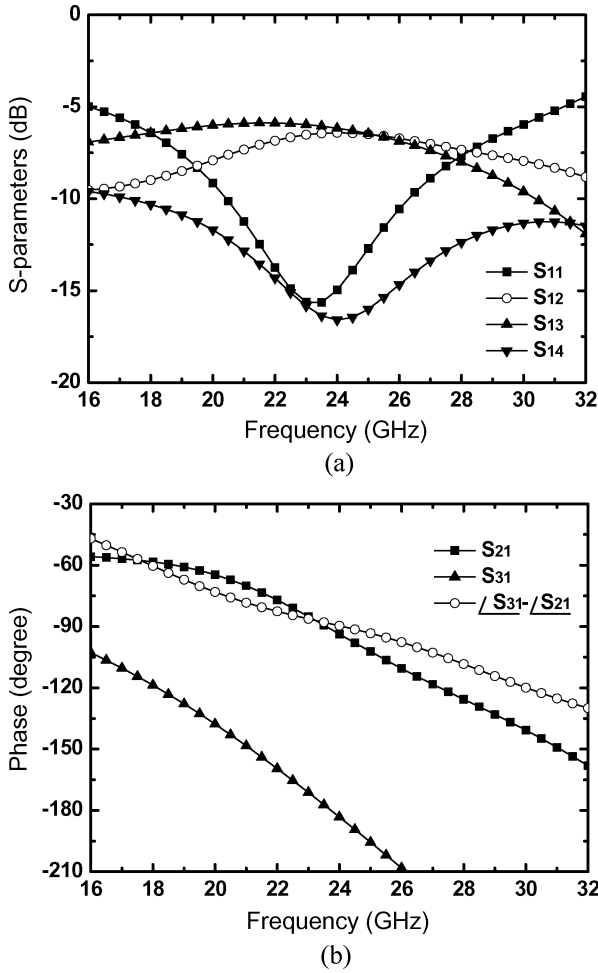 0
-5
-10
-15
-20
S-parameters (dB)
S11
S12
S13
S14
16 18 20 22 24 26 28 30 32
Frequency (GHz)
(a)
-30
-60
-90
-120
-150
-180
-210
Phase (degree)
S21
S31
/S31-/S21
16 18 20 22 24 26 28 30 32
Frequency (GHz)
(b)